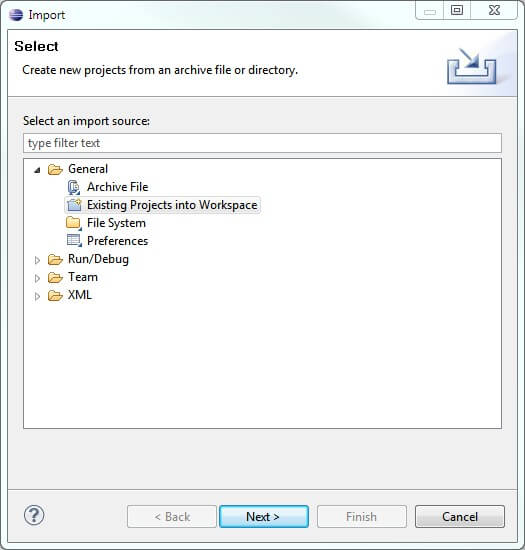 Import
Select
Create new projects from an archive file or directory.
Select an import source:
type filter text
General
Archive File
Existing Projects into Workspace
File System
Preferences
Run/Debug
Team
XML
?
< Back
Next >
Finish
Cancel